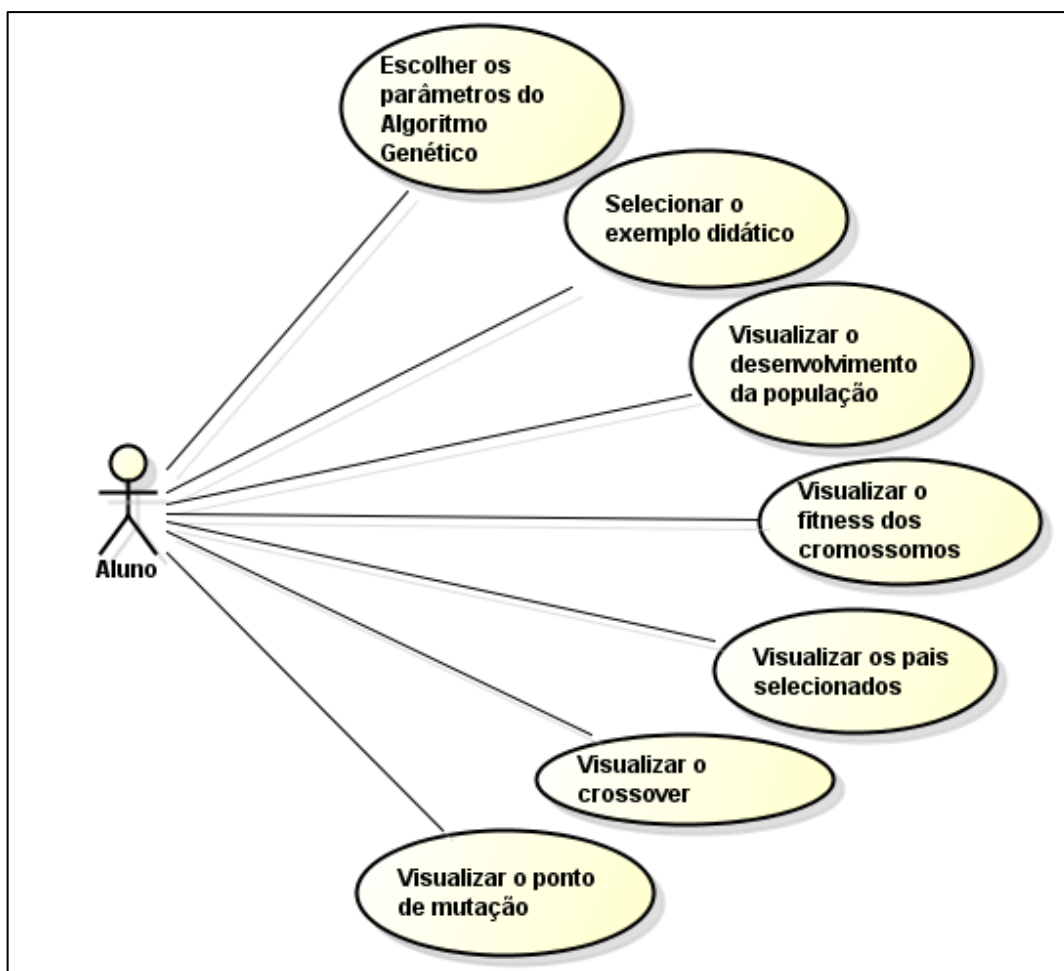 Escolher os
parâmetros do
Algoritmo
Genético
Selecionar o
exemplo didático
Visualizar o
desenvolvimento
da população
Visualizar o
fitness dos
cromossomos
Aluno
Visualizar os pais
selecionados
Visualizar o
crossover
Visualizar o ponto
de mutação